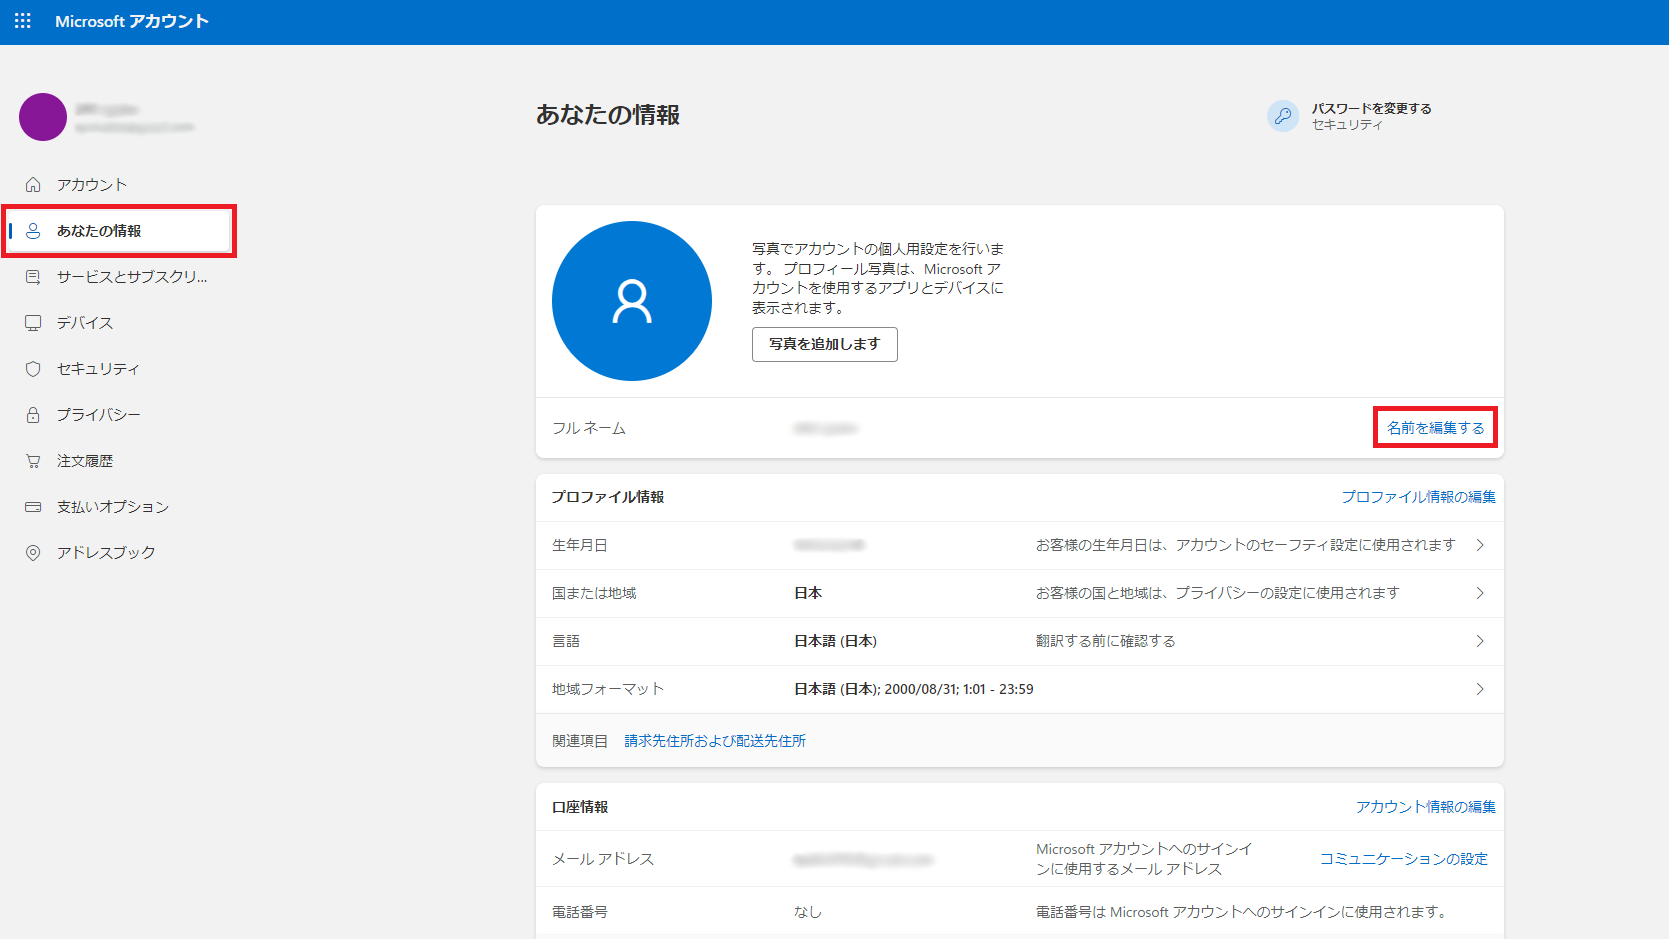 Microsoft アカウント
アカウント
あなたの情報
サービスとサブスクリ...
デバイス
セキュリティ
プライバシー
注文履歴
支払いオプション
アドレスブック
あなたの情報
パスワードを変更する
セキュリティ
写真でアカウントの個人用設定を行いま
す。 プロフィール写真は、Microsoft ア
カウントを使用するアプリとデバイスに
表示されます。
写真を追加します
フル ネーム
名前を編集する
プロファイル情報
プロファイル情報の編集
生年月日
お客様の生年月日は、アカウントのセーフティ設定に使用されます
国または地域
日本
お客様の国と地域は、プライバシーの設定に使用されます
言語
日本語 (日本)
翻訳する前に確認する
地域フォーマット
日本語 (日本); 2000/08/31; 1:01 - 23:59
関連項目 請求先住所および配送先住所
口座情報
アカウント情報の編集
メール アドレス
Microsoft アカウントへのサインイ
ンに使用するメール アドレス
コミュニケーションの設定
電話番号
なし
電話番号は Microsoft アカウントへのサインインに使用されます。